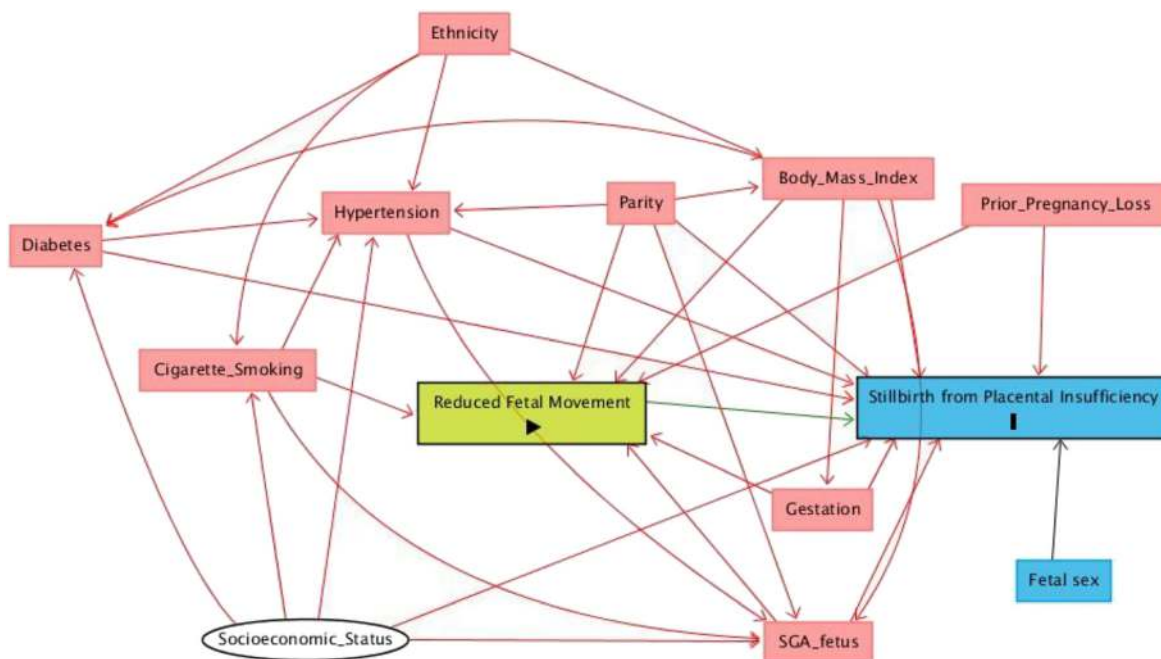 Ethnicity
Body_Mass_Index
Prior_Pregnancy_Loss
Parity
Hypertension
Diabetes
Cigarette_Smoking
Reduced Fetal Movement
Stillbirth from Placental Insufficiency
Gestation
Fetal sex
Socioeconomic_Status
SGA_fetus